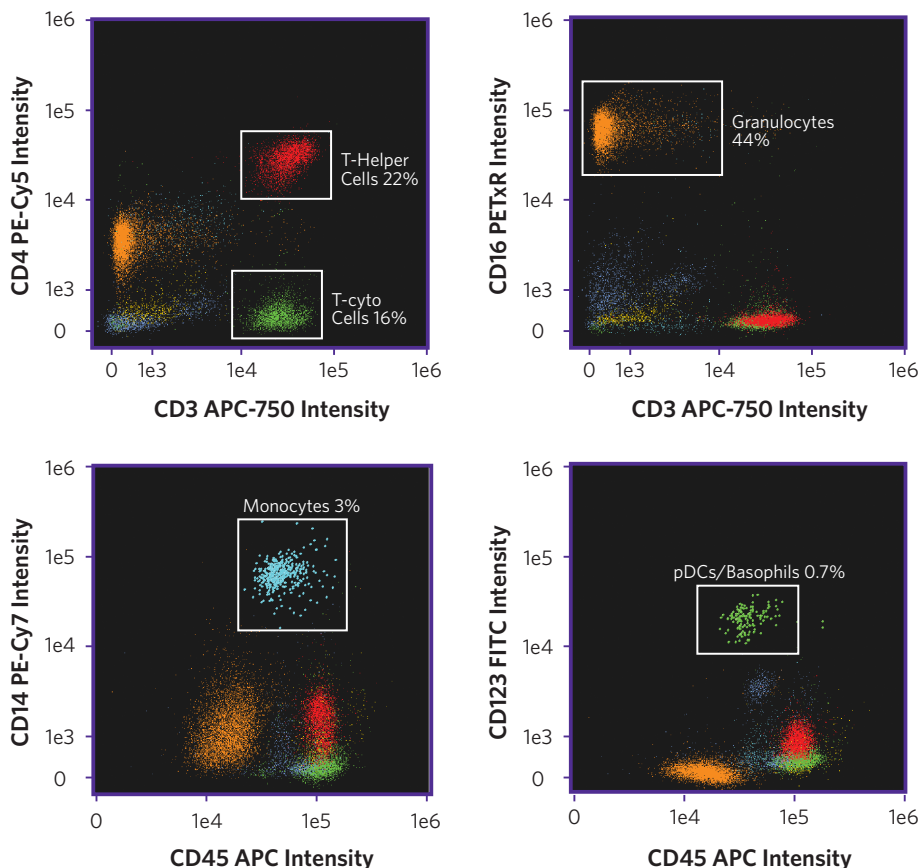 1e6
1e5
1e4
1e3
0
CD4 PE-Cy5 Intensity
T-Helper
Cells 22%
T-cyto
Cells 16%
0 1e3 1e4 1e5 1e6
CD3 APC-750 Intensity
1e6
1e5
1e4
1e3
0
CD16 PETxR Intensity
Granulocytes
44%
0 1e3 1e4 1e5 1e6
CD3 APC-750 Intensity
1e6
1e5
1e4
1e3
0
CD14 PE-Cy7 Intensity
Monocytes 3%
0 1e4 1e5 1e6
CD45 APC Intensity
1e6
1e5
1e4
1e3
0
CD123 FITC Intensity
pDCs/Basophils 0.7%
0 1e4 1e5 1e6
CD45 APC Intensity